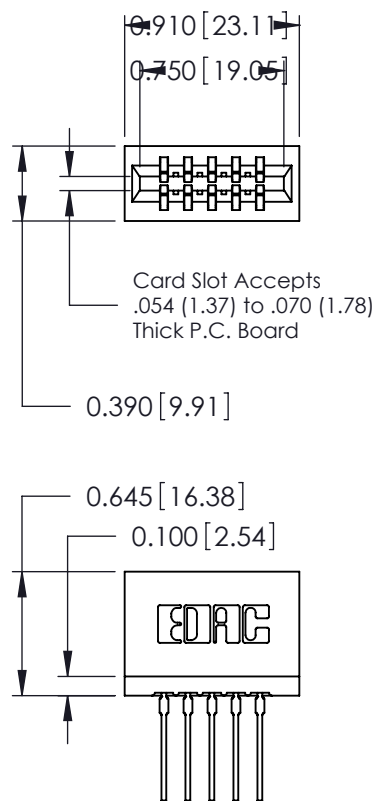 0.910 [23.11]
0.750 [19.05]
Card Slot Accepts
.054 (1.37) to .070 (1.78)
Thick P.C. Board
0.390 [9.91]
0.645 [16.38]
0.100 [2.54]
EDAC